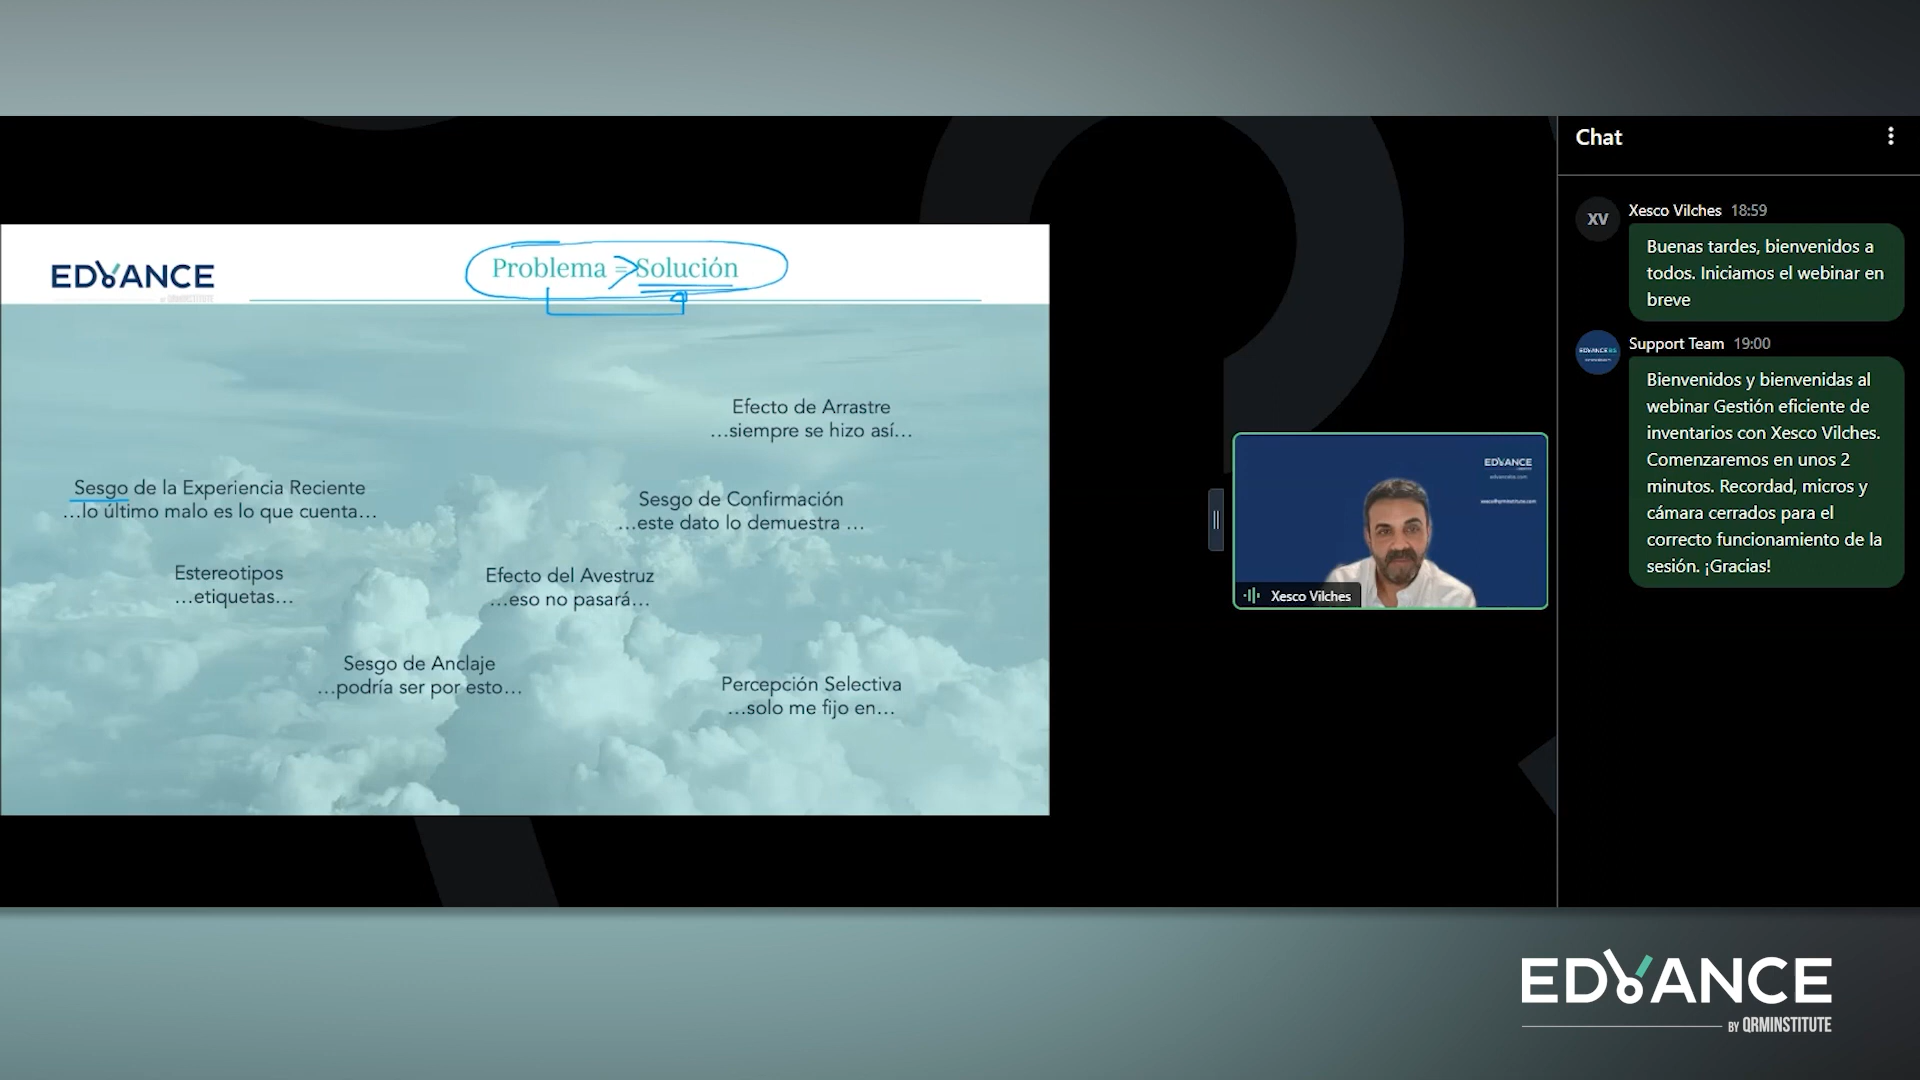 EDVANCE
BY QRMINSTITUTE
Problema => Solución
Efecto de Arrastre
...siempre se hizo así...
Sesgo de la Experiencia Reciente
...lo último malo es lo que cuenta...
Sesgo de Confirmación
...este dato lo demuestra ...
Estereotipos
...etiquetas...
Efecto del Avestruz
...eso no pasará...
Sesgo de Anclaje
...podría ser por esto...
Percepción Selectiva
...solo me fijo en...
EDVANCE
Xesco Vilches
Chat
XV
Xesco Vilches 18:59
Buenas tardes, bienvenidos a
todos. Iniciamos el webinar en
breve
Support Team 19:00
Bienvenidos y bienvenidas al
webinar Gestión eficiente de
inventarios con Xesco Vilches.
Comenzaremos en unos 2
minutos. Recordad, micros y
cámara cerrados para el
correcto funcionamiento de la
sesión. ¡Gracias!
EDVANCE
BY QRMINSTITUTE